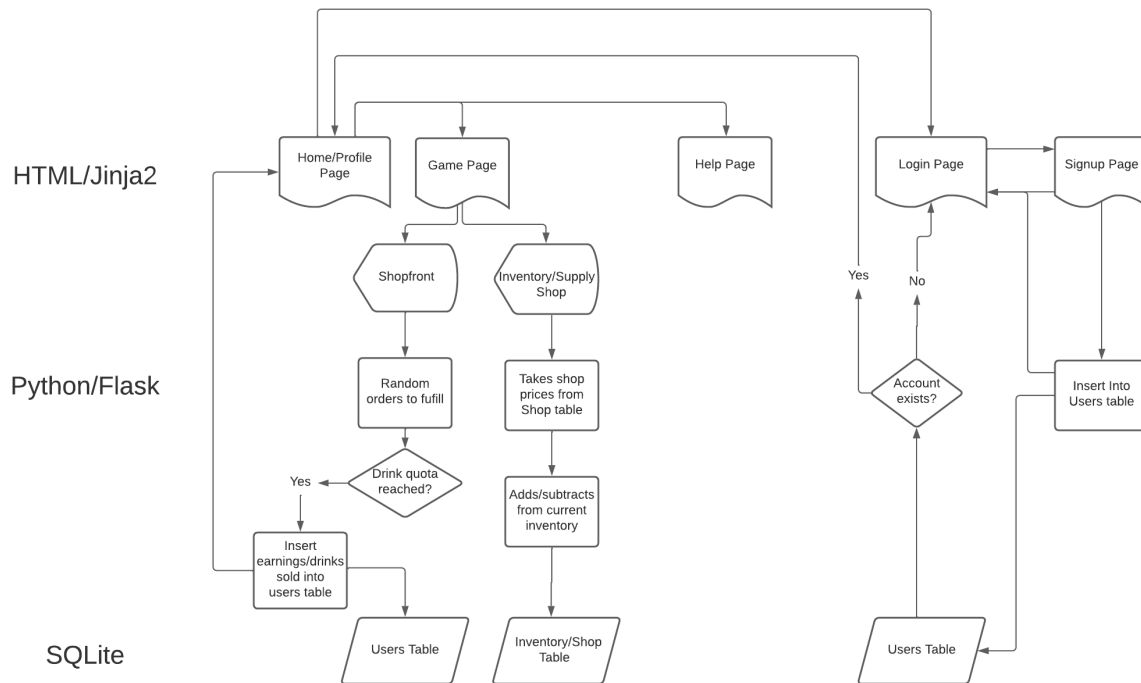 HTML/Jinja2
Home/Profile
Page
Game Page
Help Page
Login Page
Signup Page
Shopfront
Inventory/Supply
Shop
Yes
No
Python/Flask
Random
orders to fufill
Takes shop
prices from
Shop table
Account
exists?
Insert Into
Users table
Drink quota
reached?
Yes
Adds/subtracts
from current
inventory
Insert
earnings/drinks
sold into
users table
SQLite
Users Table
Inventory/Shop
Table
Users Table